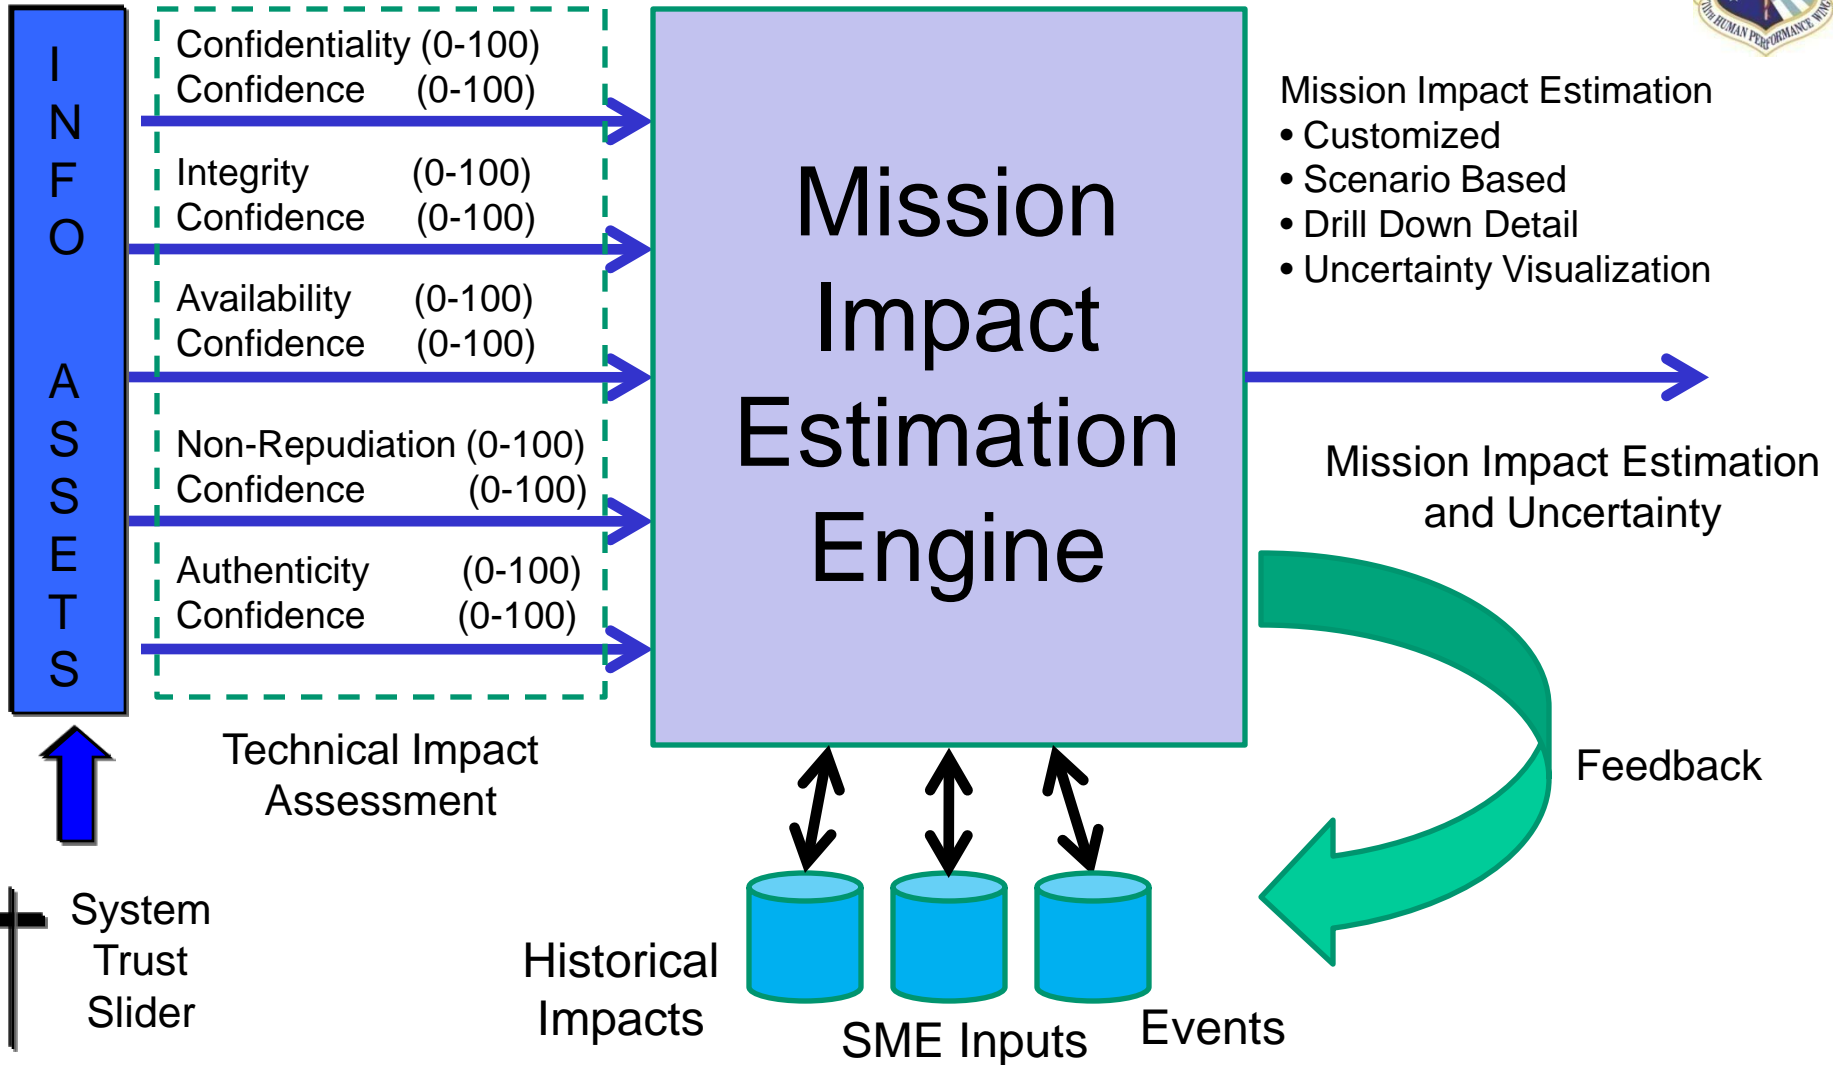 I
N
F
O
A
S
S
E
T
S
Confidentiality (0-100)
Confidence (0-100)
Integrity (0-100)
Confidence (0-100)
Availability (0-100)
Confidence (0-100)
Non-Repudiation (0-100)
Confidence (0-100)
Authenticity (0-100)
Confidence (0-100)
Technical Impact
Assessment
System
Trust
Slider
Mission
Impact
Estimation
Engine
Historical
Impacts
SME Inputs
Events
HUMAN PERFORMANCE WING
Mission Impact Estimation
• Customized
• Scenario Based
• Drill Down Detail
• Uncertainty Visualization
Mission Impact Estimation
and Uncertainty
Feedback